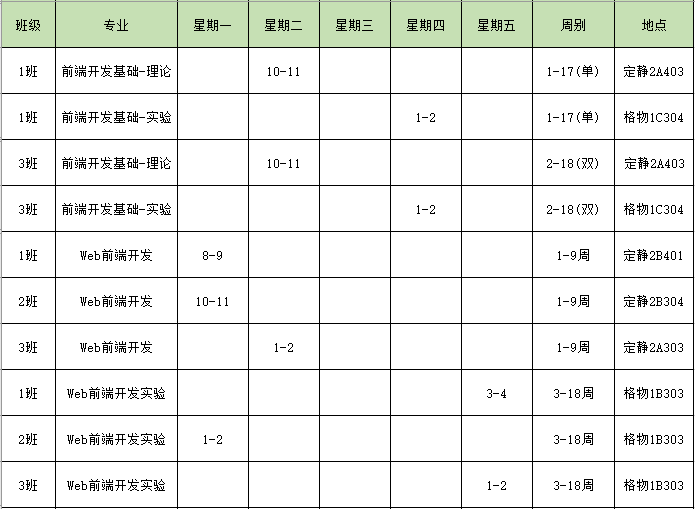 班级 专业 星期一 星期二 星期三 星期四 星期五 周别 地点
1班 前端开发基础-理论 10-11 1-17(单) 定静2A403
1班 前端开发基础-实验 1-2 1-17(单) 格物1C304
3班 前端开发基础-理论 10-11 2-18(双) 定静2A403
3班 前端开发基础-实验 1-2 2-18(双) 格物1C304
1班 Web前端开发 8-9 1-9周 定静2B401
2班 Web前端开发 10-11 1-9周 定静2B304
3班 Web前端开发 1-2 1-9周 定静2A303
1班 Web前端开发实验 3-4 3-18周 格物1B303
2班 Web前端开发实验 1-2 3-18周 格物1B303
3班 Web前端开发实验 1-2 3-18周 格物1B303